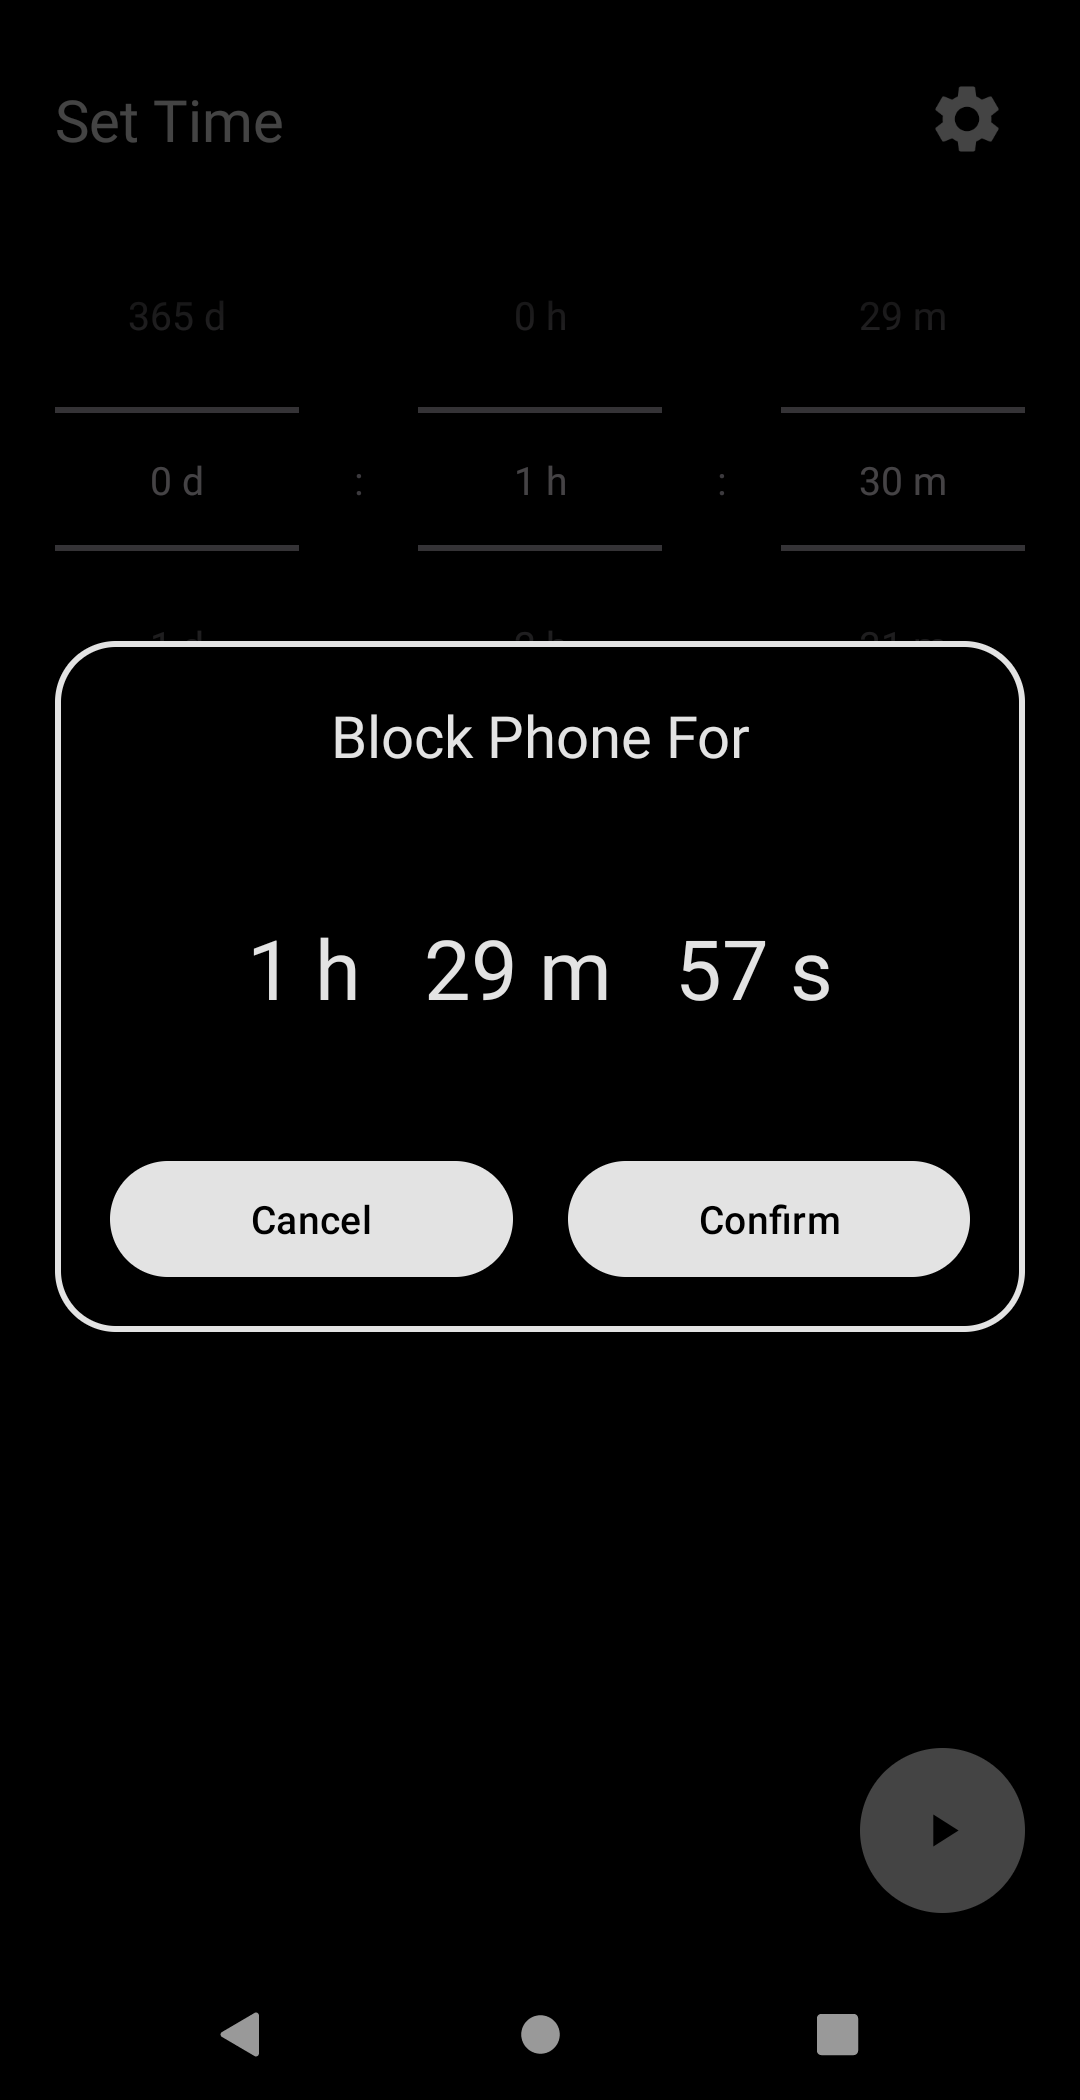 Set Time
365 d 0 h 29 m
0 d : 1 h : 30 m
Block Phone For
1 h 29 m 57 s
Cancel Confirm